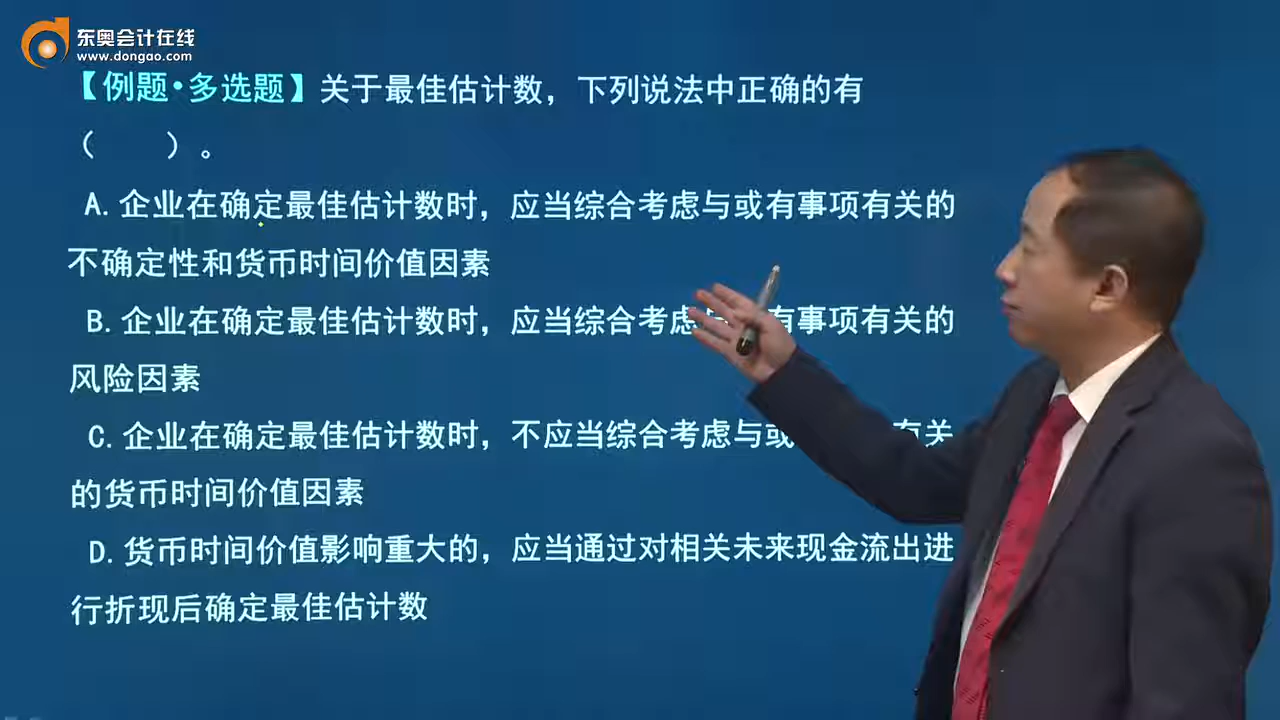 东奥会计在线
www.dongao.com
【例题•多选题】关于最佳估计数，下列说法中正确的有
（　　）。
A.企业在确定最佳估计数时，应当综合考虑与或有事项有关的
不确定性和货币时间价值因素
B.企业在确定最佳估计数时，应当综合考虑 有事项有关的
风险因素
C.企业在确定最佳估计数时，不应当综合考虑与或 有关
的货币时间价值因素
D.货币时间价值影响重大的，应当通过对相关未来现金流出进
行折现后确定最佳估计数